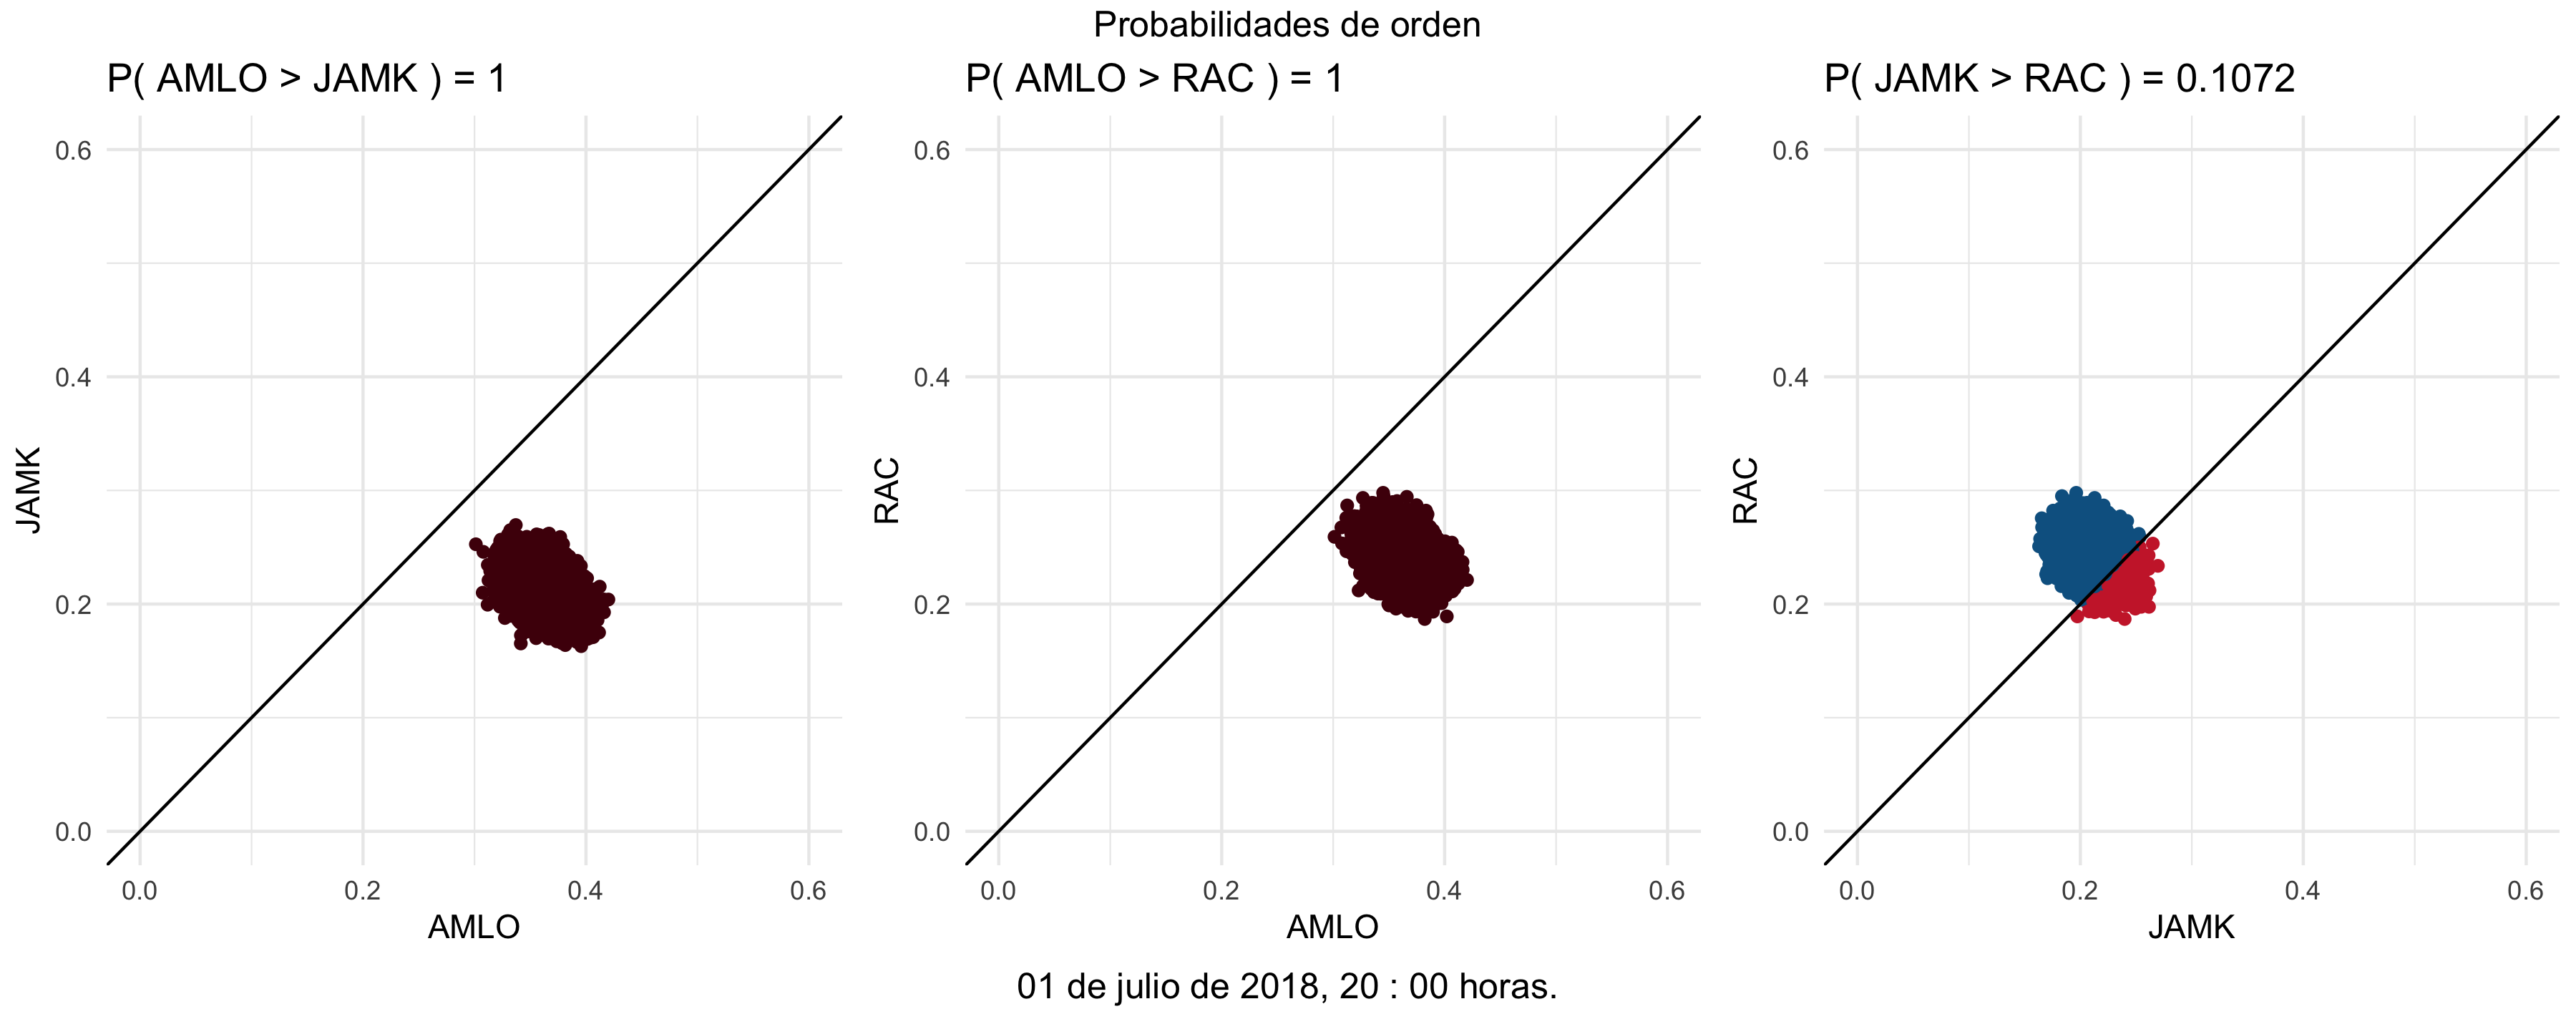 Probabilidades de orden
P( AMLO > JAMK ) = 1
0.6
0.4
0.2
0.0
JAMK
0.0 0.2 0.4 0.6
AMLO
P( AMLO > RAC ) = 1
0.6
0.4
0.2
0.0
RAC
0.0 0.2 0.4 0.6
AMLO
P( JAMK > RAC ) = 0.1072
0.6
0.4
0.2
0.0
RAC
0.0 0.2 0.4 0.6
JAMK
01 de julio de 2018, 20 : 00 horas.